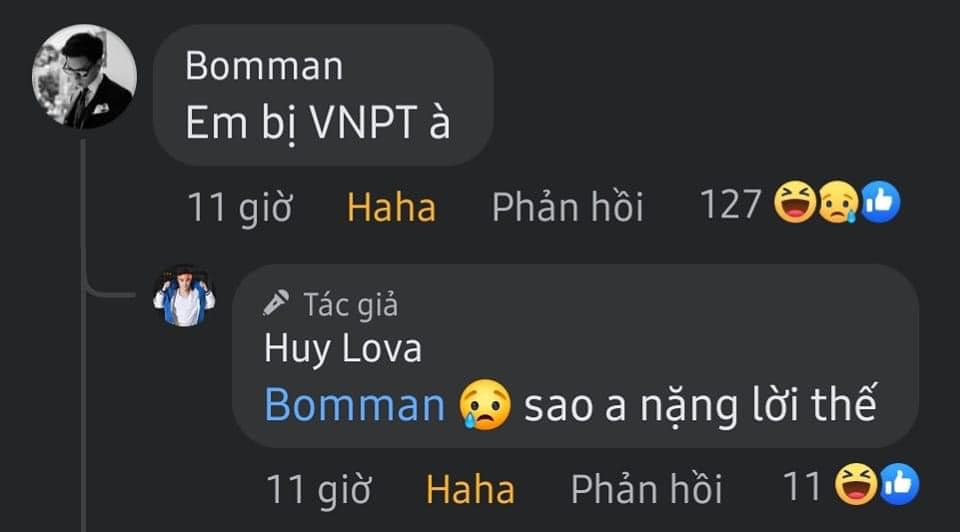 Bomman
Em bị VNPT à
11 giờ Haha Phản hồi 127
Tác giả
Huy Lova
Bomman 😥 sao a nặng lời thế
11 giờ Haha Phản hồi 11